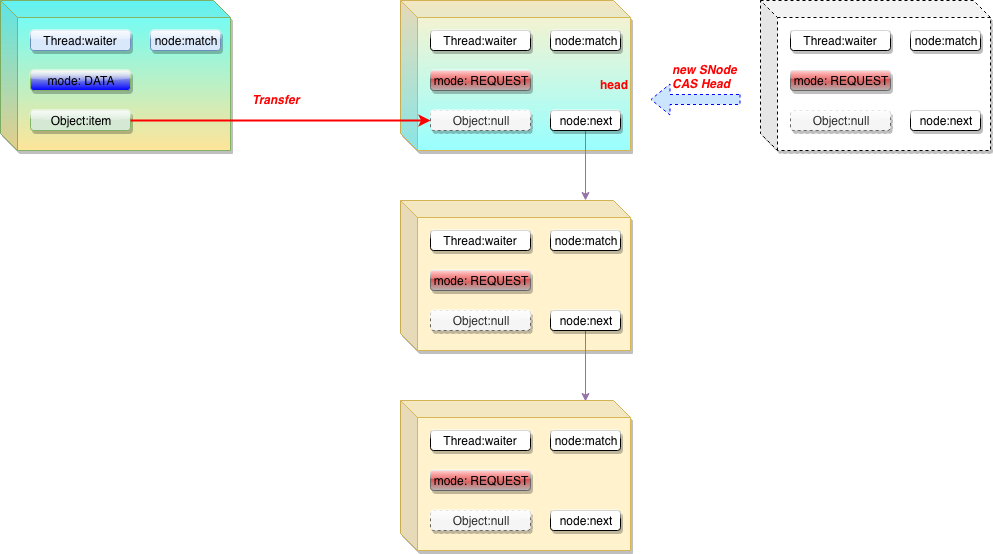 Thread:waiter
node:match
mode: DATA
Object:item
Transfer
Thread:waiter
node:match
mode: REQUEST
head
Object:null
node:next
new SNode
CAS Head
Thread:waiter
node:match
mode: REQUEST
Object:null
node:next
Thread:waiter
node:match
mode: REQUEST
Object:null
node:next
Thread:waiter
node:match
mode: REQUEST
Object:null
node:next